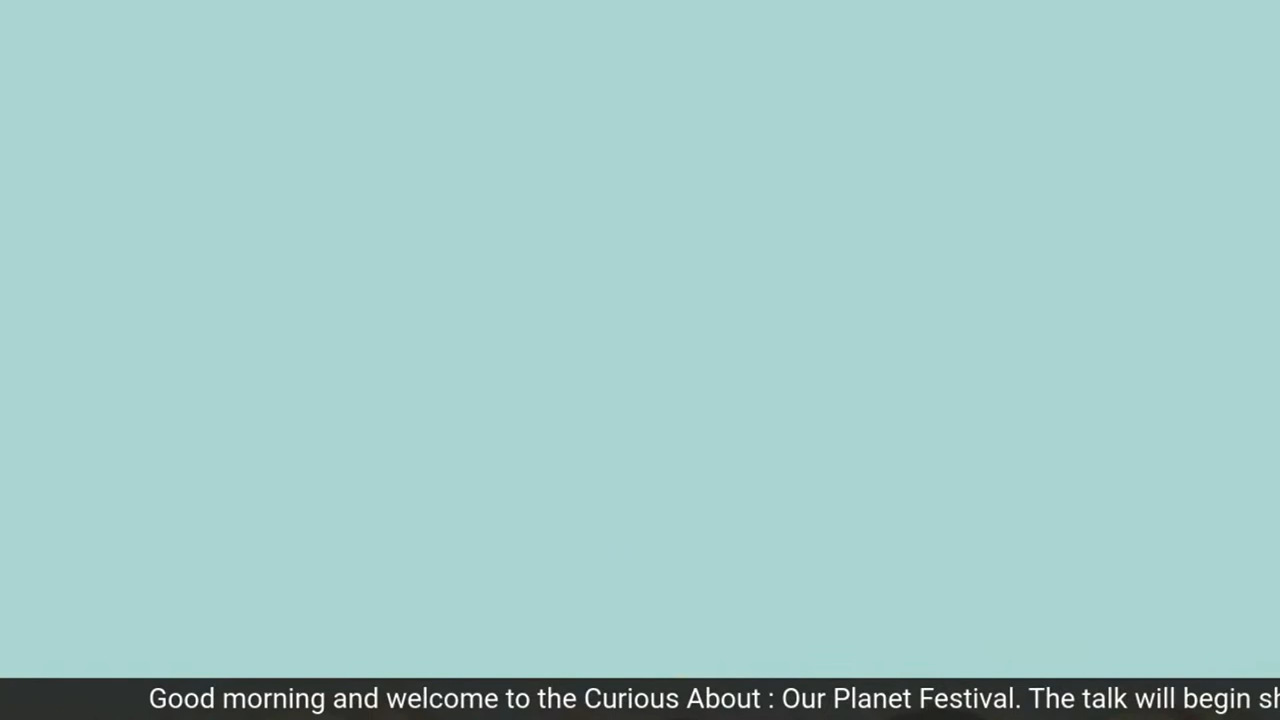 Good morning and welcome to the Curious About : Our Planet Festival. The talk will begin